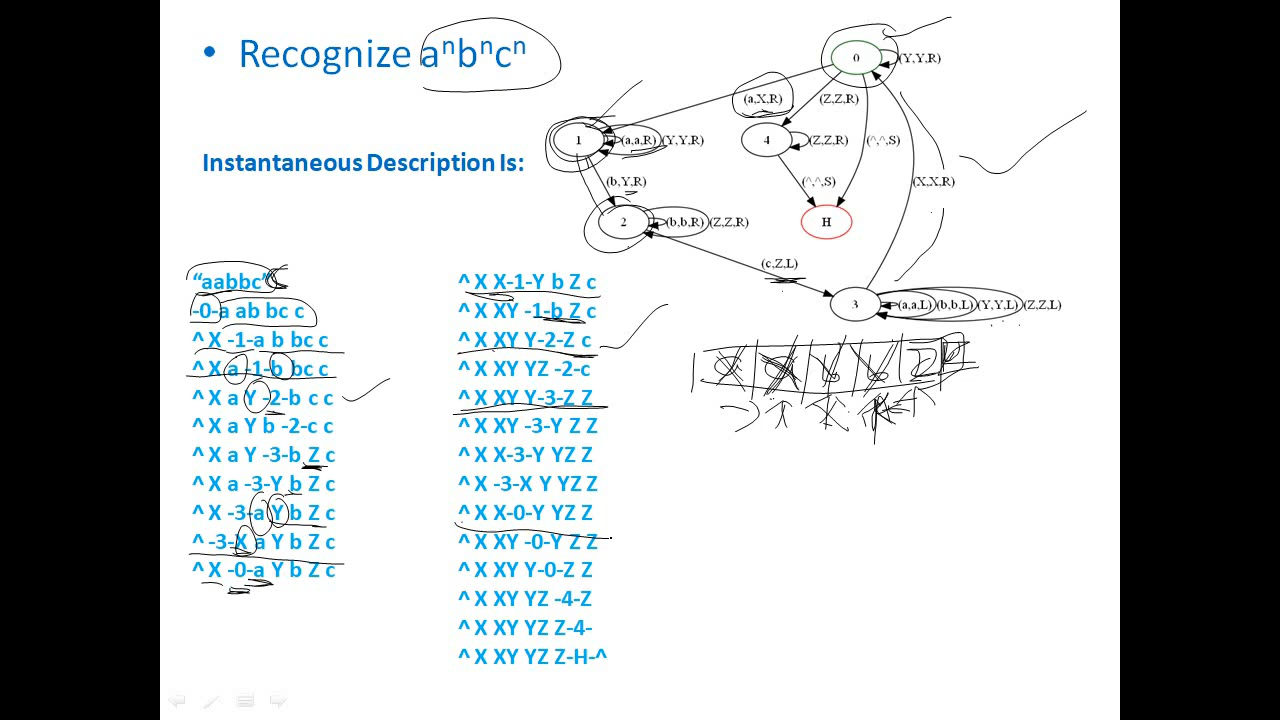 • Recognize aⁿbⁿcⁿ
Instantaneous Description Is:
“aabbc”
-0-a ab bc c
^ X -1-a b bc c
^ X a -1-b bc c
^ X a Y -2-b c c
^ X a Y b -2-c c
^ X a Y -3-b Z c
^ X a -3-Y b Z c
^ X -3-a Y b Z c
^ -3-X a Y b Z c
^ X -0-a Y b Z c
^ X X-1-Y b Z c
^ X XY -1-b Z c
^ X XY Y-2-Z c
^ X XY YZ -2-c
^ X XY Y-3-Z Z
^ X XY -3-Y Z Z
^ X X-3-Y YZ Z
^ X -3-X Y YZ Z
^ X X-0-Y YZ Z
^ X XY -0-Y Z Z
^ X XY Y-0-Z Z
^ X XY YZ -4-Z
^ X XY YZ Z-4-
^ X XY YZ Z-H-^
0
(Y,Y,R)
(a,X,R)
(Z,Z,R)
1
(a,a,R)
(Y,Y,R)
4
(Z,Z,R)
(^,^,S)
(b,Y,R)
(^,^,S)
(X,X,R)
2
(b,b,R)
(Z,Z,R)
H
(c,Z,L)
3
(a,a,L)
(b,b,L)
(Y,Y,L)
(Z,Z,L)